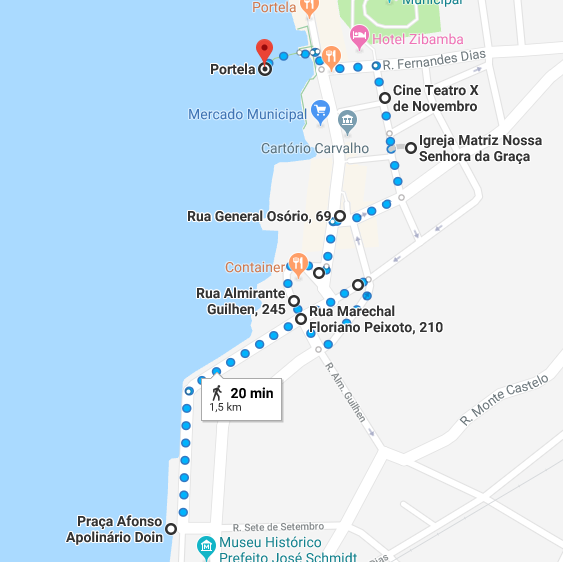 Portela
Municipal
Hotel Zibamba
R. Fernandes Dias
Portela
Cine Teatro X
de Novembro
Mercado Municipal
Cartório Carvalho
Igreja Matriz Nossa
Senhora da Graça
Rua General Osório, 69
Container
Rua Almirante
Guilhen, 245
Rua Marechal
Floriano Peixoto, 210
20 min
1,5 km
R. Alm. Guilhen
R. Monte Castelo
Praça Afonso
Apolinário Doin
R. Sete de Setembro
Museu Histórico
Prefeito José Schmidt
Dias